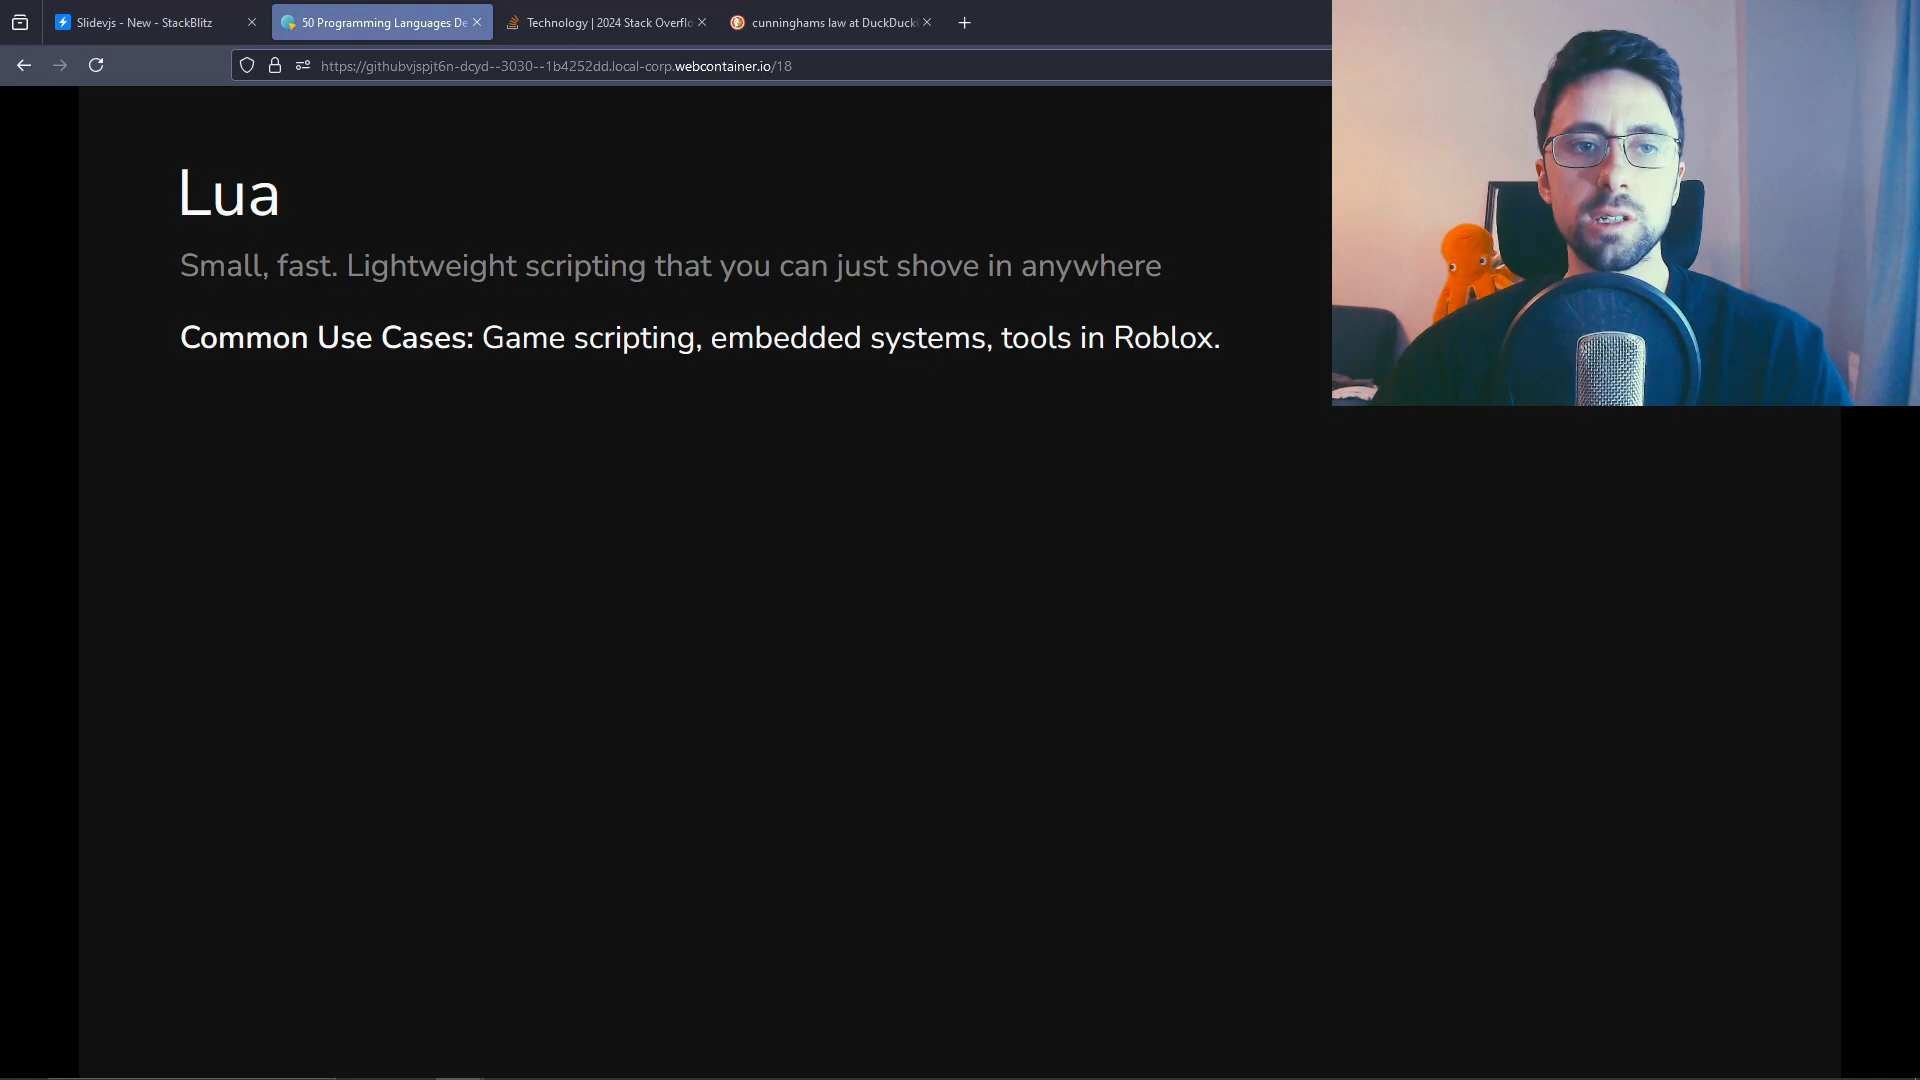 Slidevjs - New - StackBlitz
50 Programming Languages De
Technology | 2024 Stack Overflo
cunninghams law at DuckDuck
https://githubvjspjt6n-dcyd--3030--1b4252dd.local-corp.webcontainer.io/18
Lua
Small, fast. Lightweight scripting that you can just shove in anywhere
Common Use Cases: Game scripting, embedded systems, tools in Roblox.